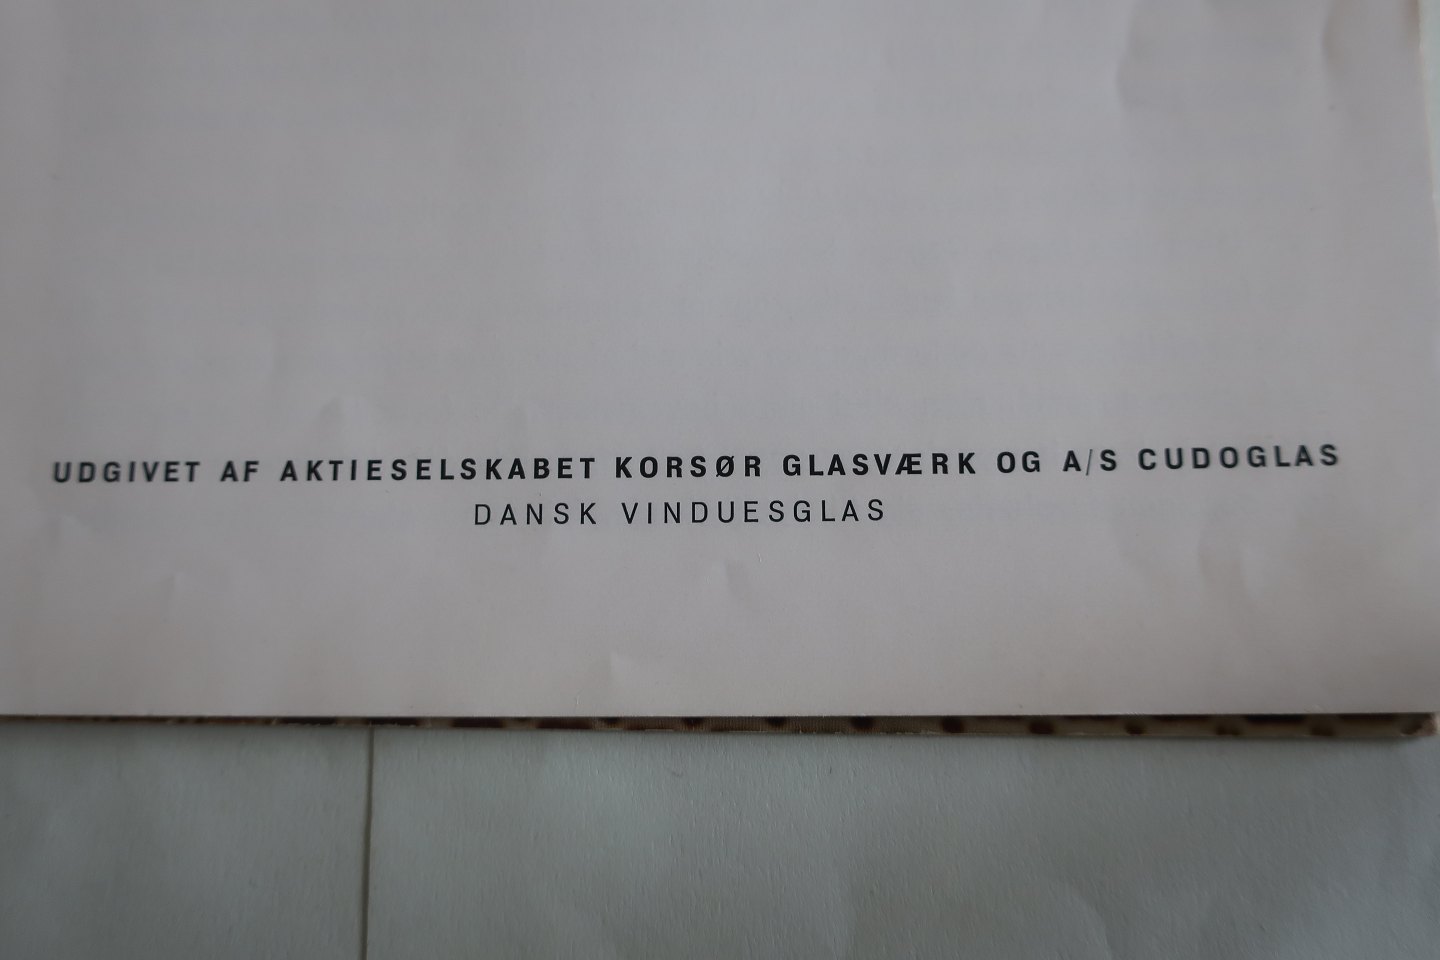 UDGIVET AF AKTIESELSKABET KORSØR GLASVÆRK OG A/S CUDOGLAS
DANSK VINDUESGLAS